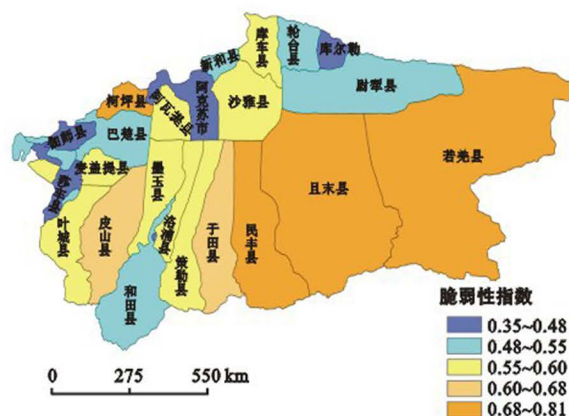 库车县
轮台县
库尔勒
新和县
尉犁县
阿克苏市
沙雅县
柯坪县
阿瓦提县
巴楚县
伽师县
若羌县
麦盖提县
且末县
墨玉县
莎车县
叶城县
皮山县
洛浦县
于田县
民丰县
策勒县
和田县
脆弱性指数
0.35~0.48
0.48~0.55
0.55~0.60
0.60~0.68
0.68~0.81
0 275 550 km